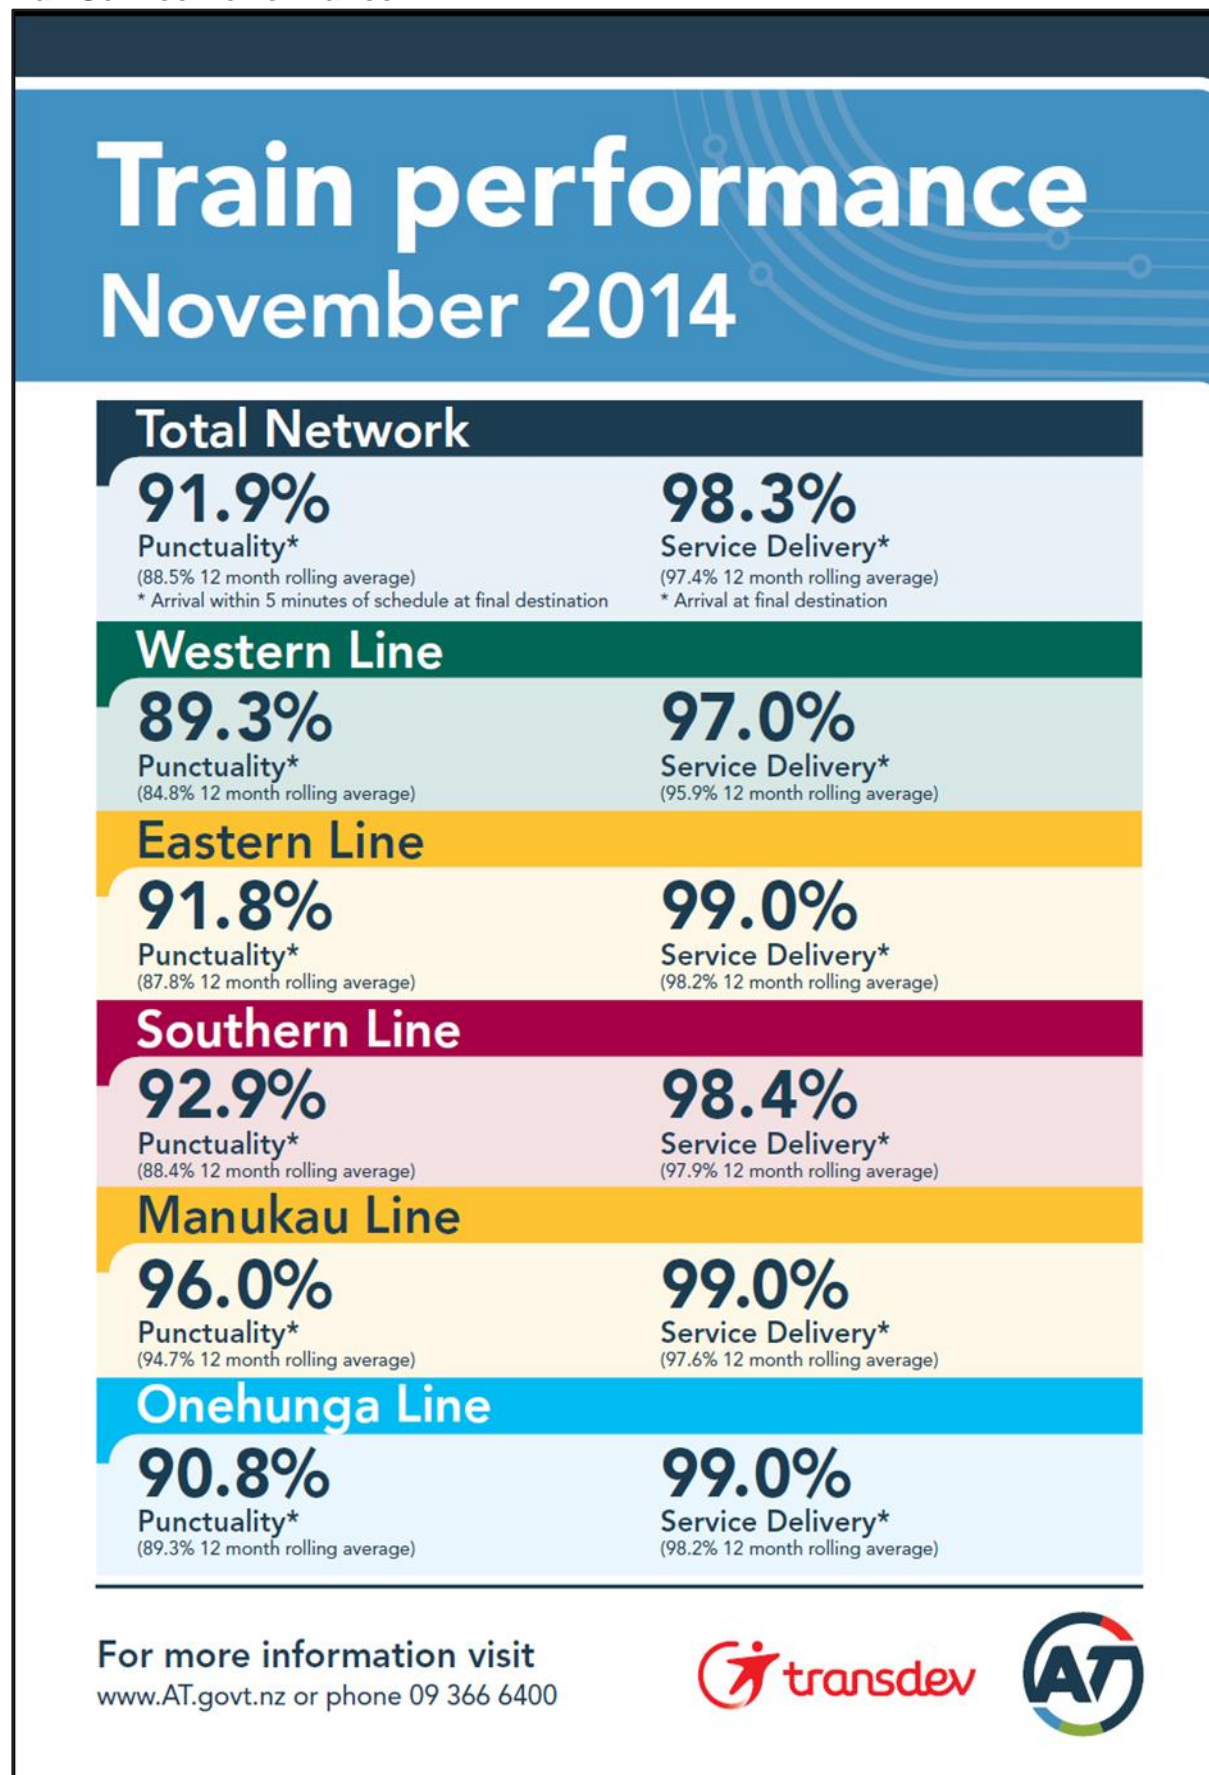 Train performance
November 2014
Total Network
91.9%
Punctuality*
(88.5% 12 month rolling average)
* Arrival within 5 minutes of schedule at final destination
98.3%
Service Delivery*
(97.4% 12 month rolling average)
* Arrival at final destination
Western Line
89.3%
Punctuality*
(84.8% 12 month rolling average)
97.0%
Service Delivery*
(95.9% 12 month rolling average)
Eastern Line
91.8%
Punctuality*
(87.8% 12 month rolling average)
99.0%
Service Delivery*
(98.2% 12 month rolling average)
Southern Line
92.9%
Punctuality*
(88.4% 12 month rolling average)
98.4%
Service Delivery*
(97.9% 12 month rolling average)
Manukau Line
96.0%
Punctuality*
(94.7% 12 month rolling average)
99.0%
Service Delivery*
(97.6% 12 month rolling average)
Onehunga Line
90.8%
Punctuality*
(89.3% 12 month rolling average)
99.0%
Service Delivery*
(98.2% 12 month rolling average)
For more information visit
www.AT.govt.nz or phone 09 366 6400
transdev
AT